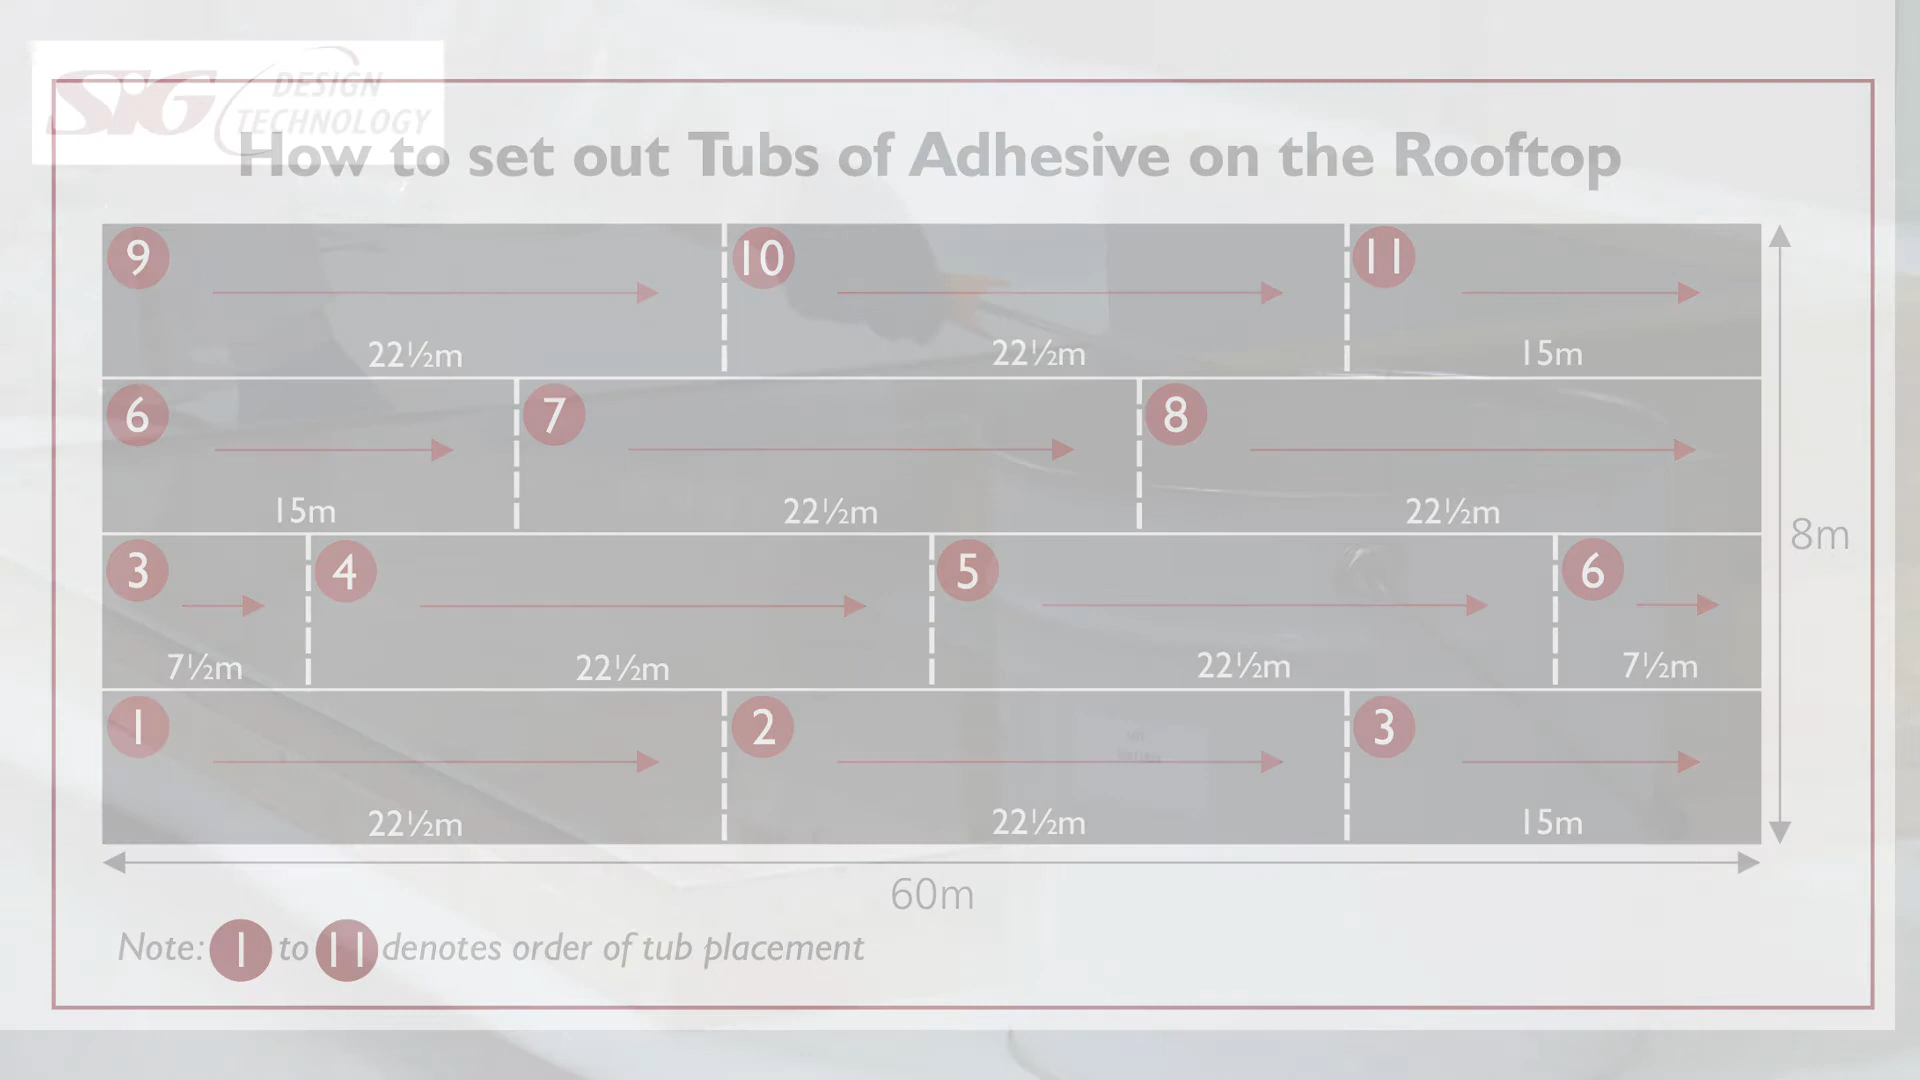 SIG DESIGN
TECHNOLOGY
How to set out Tubs of Adhesive on the Rooftop
9 10 11
22½m 22½m 15m
6 7 8
15m 22½m 22½m
3 4 5 6
7½m 22½m 22½m 7½m
8m
1 2 3
22½m 22½m 15m
60m
Note: 1 to 11 denotes order of tub placement